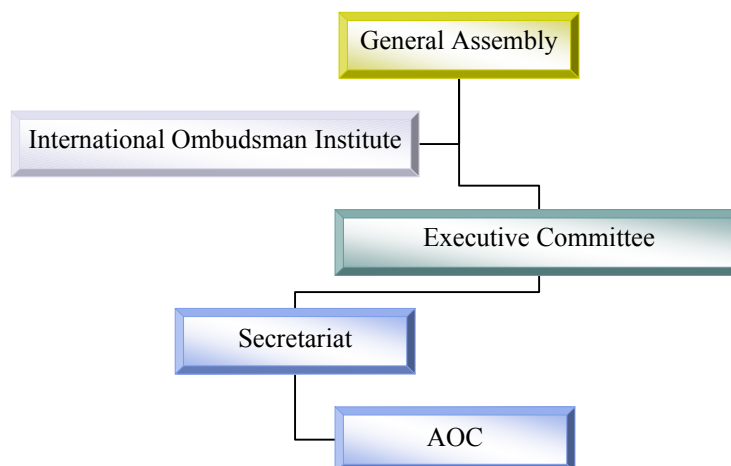 General Assembly
International Ombudsman Institute
Executive Committee
Secretariat
AOC